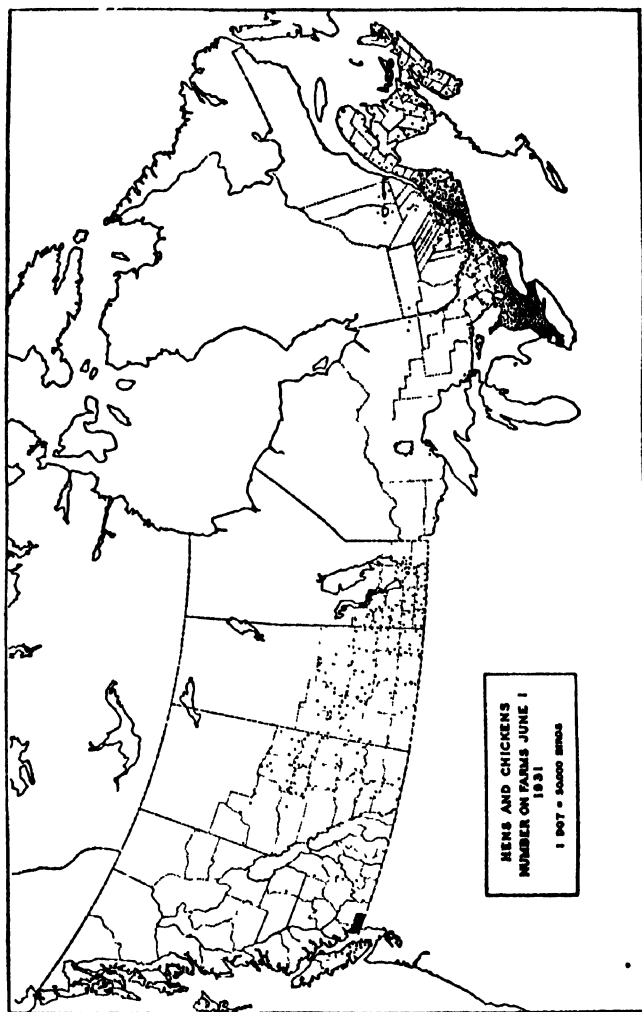 HENS AND CHICKENS
NUMBER ON FARMS JUNE 1
1931
1 DOT = 50,000 BIRDS